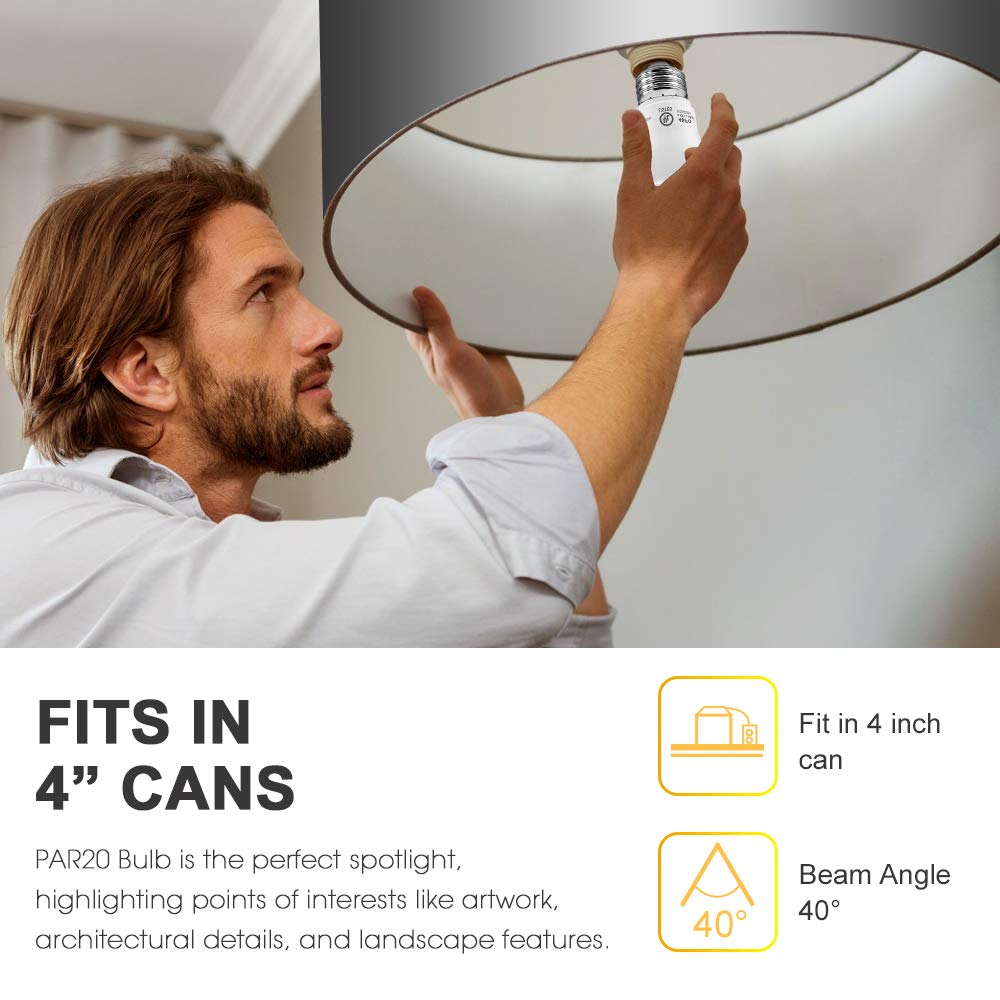 FITS IN
4” CANS
PAR20 Bulb is the perfect spotlight,
highlighting points of interests like artwork,
architectural details, and landscape features.
Fit in 4 inch
can
40°
Beam Angle
40°